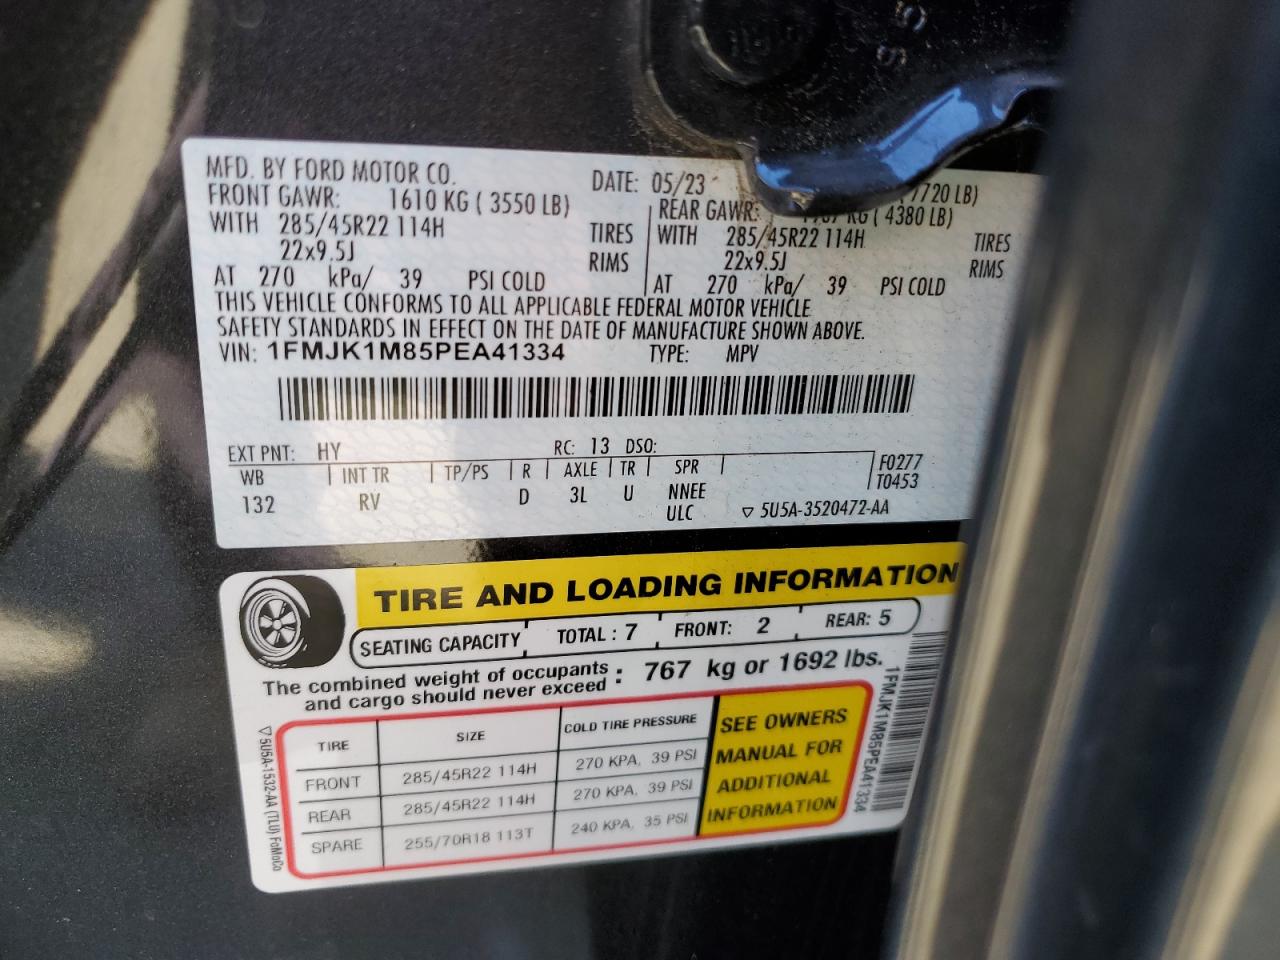 MFD. BY FORD MOTOR CO.
DATE: 05/23 7720 LB)
FRONT GAWR: 1610 KG ( 3550 LB) REAR GAWR: KG ( 4380 LB)
WITH 285/45R22 114H TIRES WITH 285/45R22 114H TIRES
22x9.5J RIMS 22x9.5J RIMS
AT 270 kPa/ 39 PSI COLD AT 270 kPa/ 39 PSI COLD
THIS VEHICLE CONFORMS TO ALL APPLICABLE FEDERAL MOTOR VEHICLE
SAFETY STANDARDS IN EFFECT ON THE DATE OF MANUFACTURE SHOWN ABOVE.
VIN: 1FMJK1M85PEA41334 TYPE: MPV
EXT PNT: HY RC: 13 DSO:
WB INT TR TP/PS R AXLE TR SPR F0277
132 RV D 3L U NNEE T0453
ULC ▽ 5U5A-3520472-AA
TIRE AND LOADING INFORMATION
SEATING CAPACITY TOTAL : 7 FRONT: 2 REAR: 5
The combined weight of occupants
and cargo should never exceed : 767 kg or 1692 lbs.
TIRE SIZE COLD TIRE PRESSURE
FRONT 285/45R22 114H 270 KPA, 39 PSI
REAR 285/45R22 114H 270 KPA, 39 PSI
SPARE 255/70R18 113T 240 KPA, 35 PSI
SEE OWNERS
MANUAL FOR
ADDITIONAL
INFORMATION
▽ 5U5A-1532-AA (TLU) FoMoCo
1FMJK1M85PEA41334